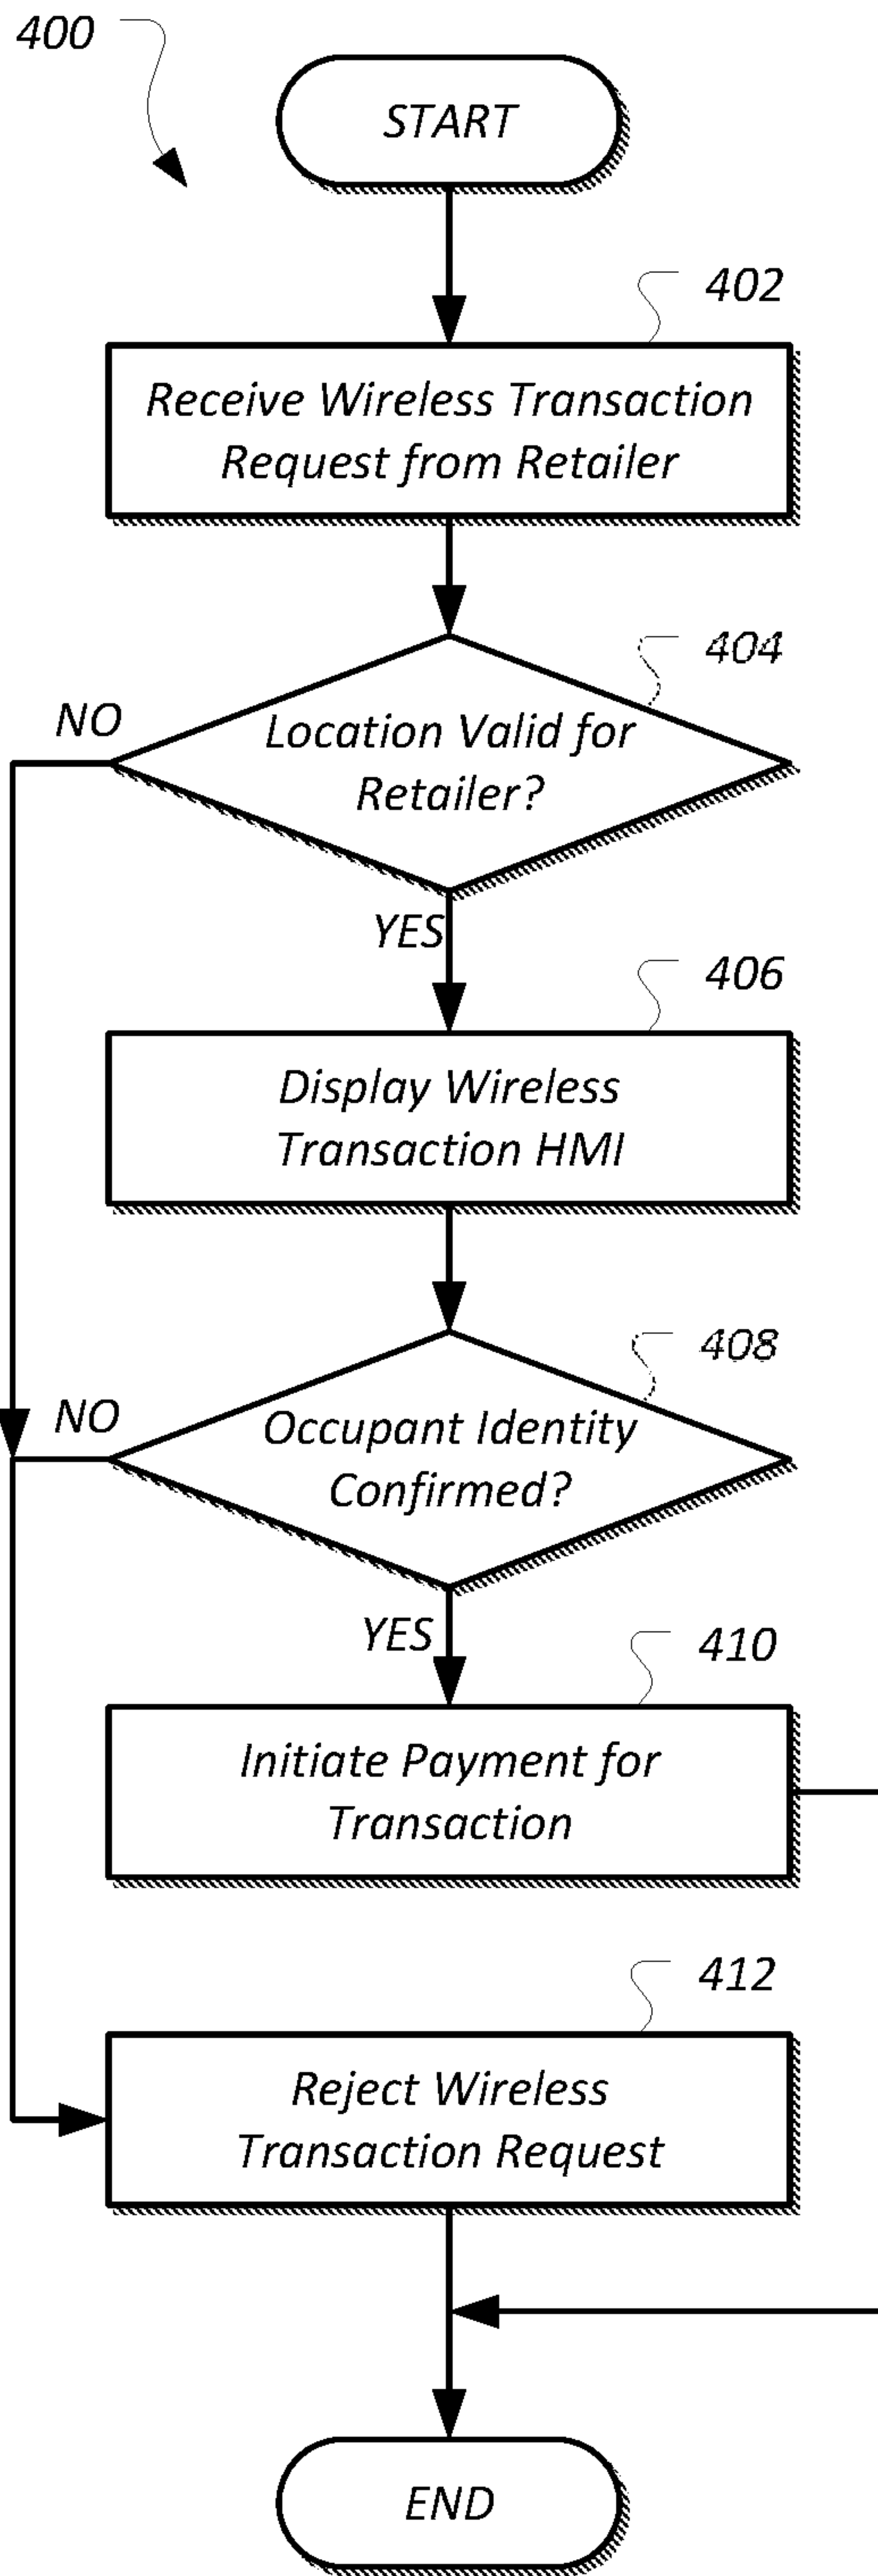 400
START
402
Receive Wireless Transaction
Request from Retailer
404
NO
Location Valid for
Retailer?
YES
406
Display Wireless
Transaction HMI
408
NO
Occupant Identity
Confirmed?
YES
410
Initiate Payment for
Transaction
412
Reject Wireless
Transaction Request
END